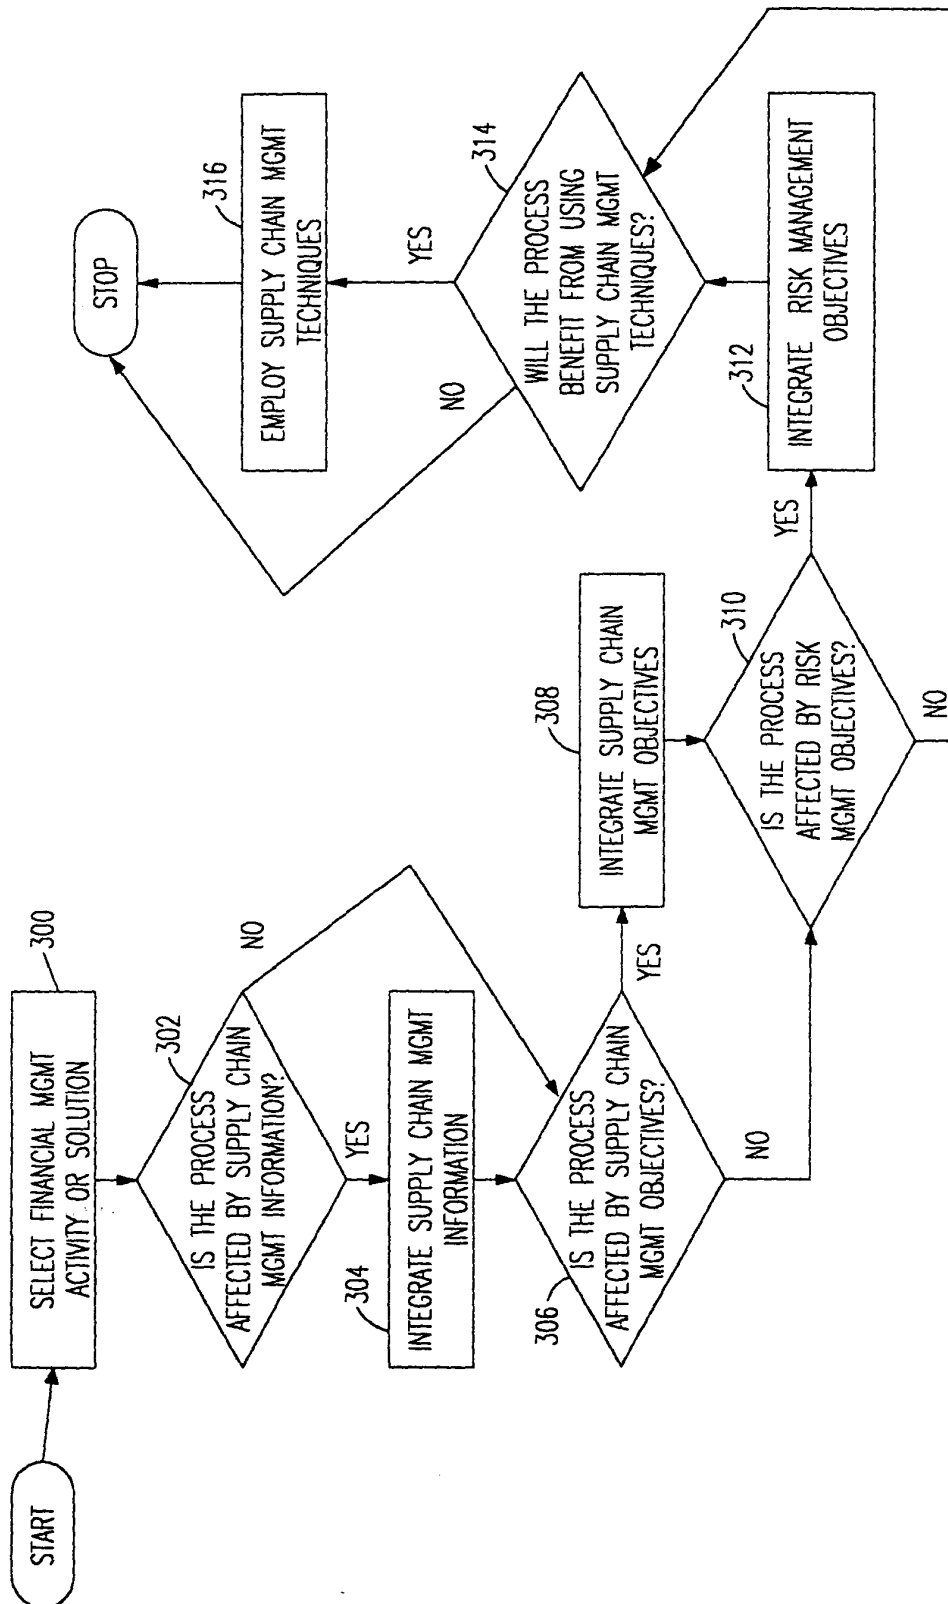 START
300
SELECT FINANCIAL MGMT
ACTIVITY OR SOLUTION
302
IS THE PROCESS
AFFECTED BY SUPPLY CHAIN
MGMT INFORMATION?
NO
YES
304
INTEGRATE SUPPLY CHAIN MGMT
INFORMATION
306
IS THE PROCESS
AFFECTED BY SUPPLY CHAIN
MGMT OBJECTIVES?
YES
NO
308
INTEGRATE SUPPLY CHAIN
MGMT OBJECTIVES
310
IS THE PROCESS
AFFECTED BY RISK
MGMT OBJECTIVES?
YES
NO
312
INTEGRATE RISK MANAGEMENT
OBJECTIVES
314
WILL THE PROCESS
BENEFIT FROM USING
SUPPLY CHAIN MGMT
TECHNIQUES?
YES
NO
316
EMPLOY SUPPLY CHAIN MGMT
TECHNIQUES
STOP